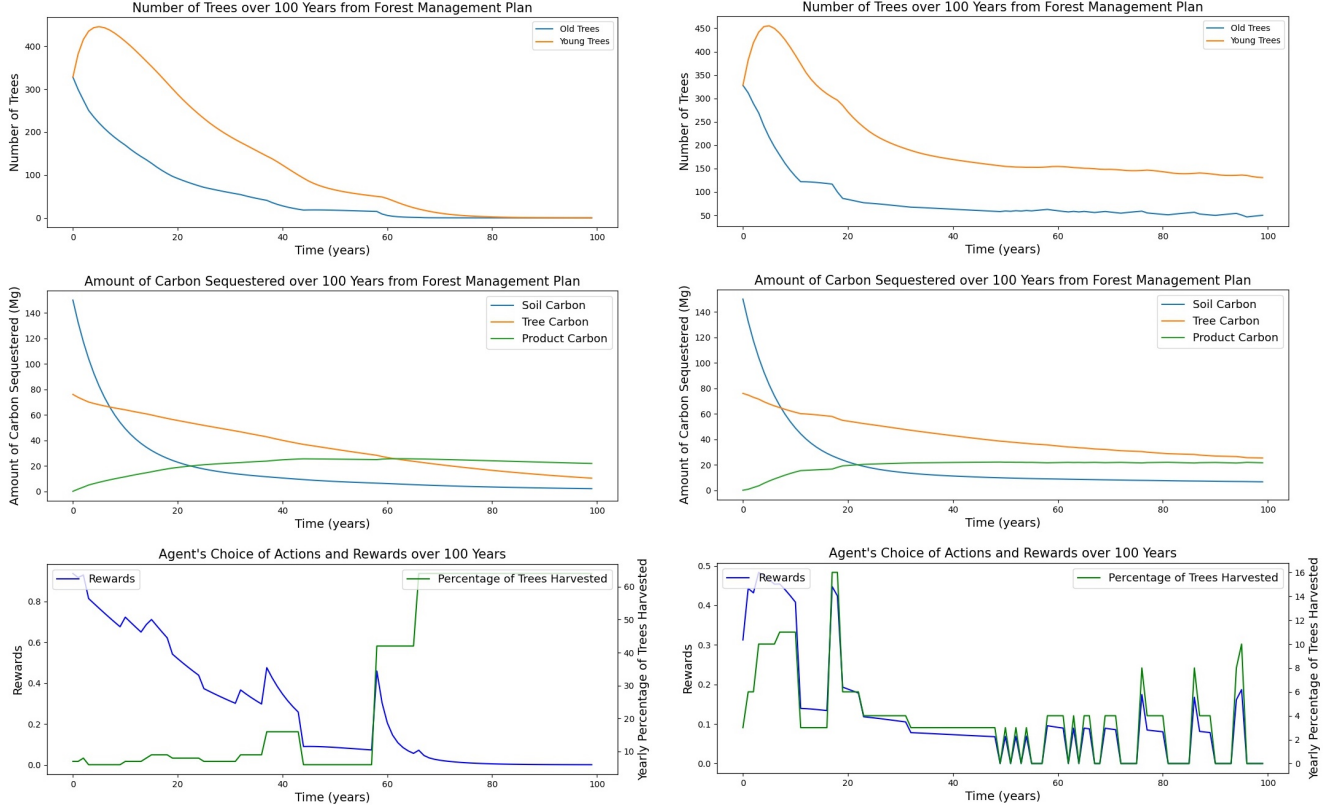 Number of Trees over 100 Years from Forest Management Plan
Number of Trees
400
300
200
100
0
Old Trees
Young Trees
0 20 40 60 80 100
Time (years)
Number of Trees over 100 Years from Forest Management Plan
Number of Trees
450
400
350
300
250
200
150
100
50
Old Trees
Young Trees
0 20 40 60 80 100
Time (years)
Amount of Carbon Sequestered over 100 Years from Forest Management Plan
Amount of Carbon Sequestered (Mg)
140
120
100
80
60
40
20
0
Soil Carbon
Tree Carbon
Product Carbon
0 20 40 60 80 100
Time (years)
Amount of Carbon Sequestered over 100 Years from Forest Management Plan
Amount of Carbon Sequestered (Mg)
140
120
100
80
60
40
20
0
Soil Carbon
Tree Carbon
Product Carbon
0 20 40 60 80 100
Time (years)
Agent's Choice of Actions and Rewards over 100 Years
Rewards
0.8
0.6
0.4
0.2
0.0
Rewards
Percentage of Trees Harvested
60
50
40
30
20
10
Yearly Percentage of Trees Harvested
0 20 40 60 80 100
Time (years)
Agent's Choice of Actions and Rewards over 100 Years
Rewards
0.5
0.4
0.3
0.2
0.1
0.0
Rewards
Percentage of Trees Harvested
16
14
12
10
8
6
4
2
0
Yearly Percentage of Trees Harvested
0 20 40 60 80 100
Time (years)